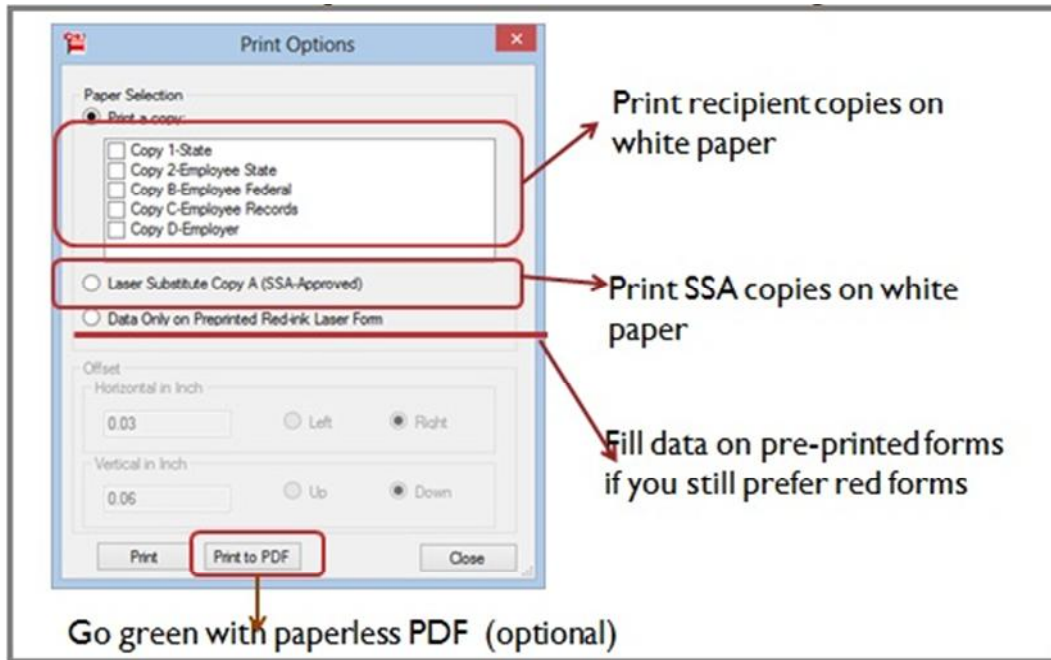 Print Options
Paper Selection
Print a copy:
Copy 1-State
Copy 2-Employee State
Copy B-Employee Federal
Copy C-Employee Records
Copy D-Employer
Laser Substitute Copy A (SSA-Approved)
Data Only on Preprinted Red-ink Laser Form
Offset
Horizontal in Inch
0.03 Left Right
Vertical in Inch
0.06 Up Down
Print Print to PDF Close
Print recipient copies on
white paper
Print SSA copies on white
paper
Fill data on pre-printed forms
if you still prefer red forms
Go green with paperless PDF (optional)